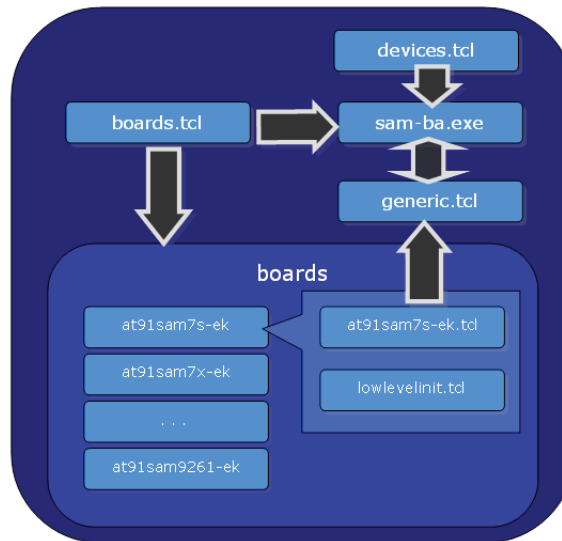 devices.tcl
boards.tcl
sam-ba.exe
generic.tcl
boards
at91sam7s-ek
at91sam7s-ek.tcl
at91sam7x-ek
lowlevelinit.tcl
...
at91sam9261-ek